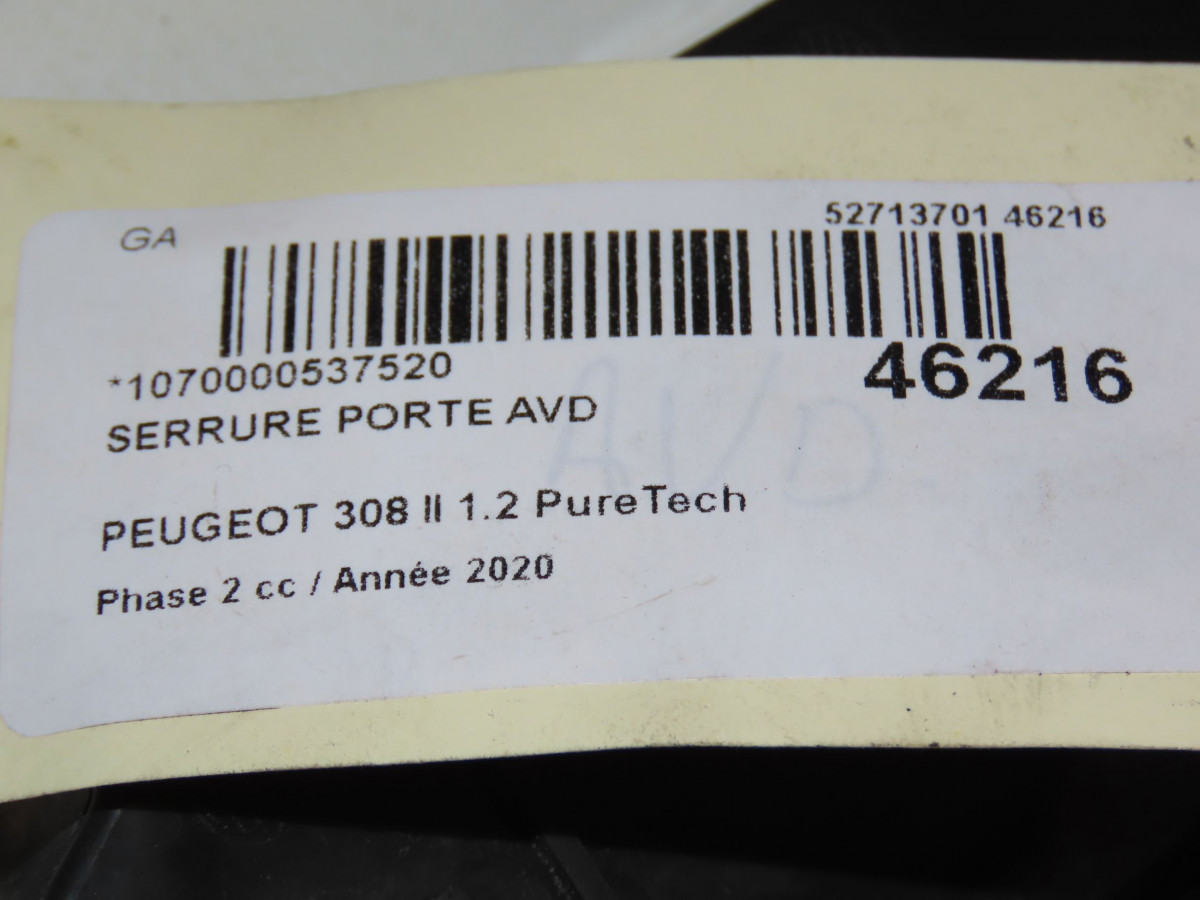 GA
52713701 46216
*1070000537520
46216
SERRURE PORTE AVD
AVD
PEUGEOT 308 II 1.2 PureTech
Phase 2 cc / Année 2020